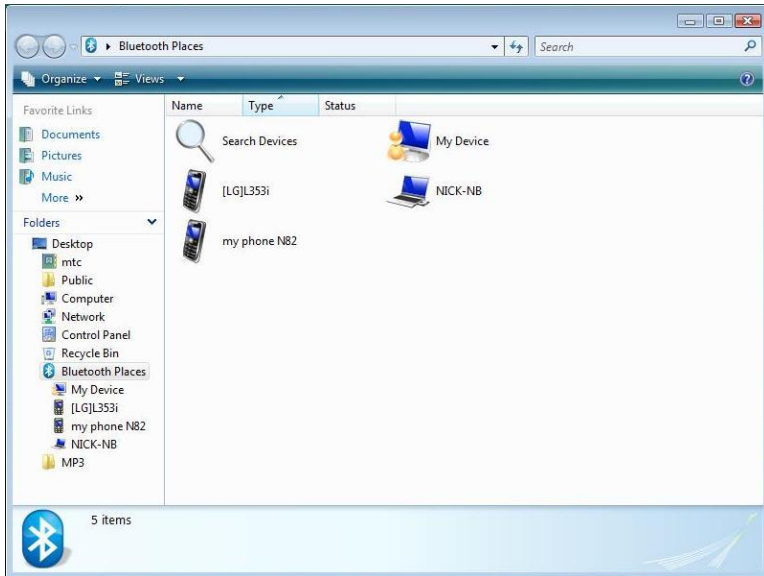 Bluetooth Places
Search
Organize Views
Favorite Links
Documents
Pictures
Music
More »
Folders
Desktop
mtc
Public
Computer
Network
Control Panel
Recycle Bin
Bluetooth Places
My Device
[LG]L353i
my phone N82
NICK-NB
MP3
Name Type Status
Search Devices My Device
[LG]L353i NICK-NB
my phone N82
5 items